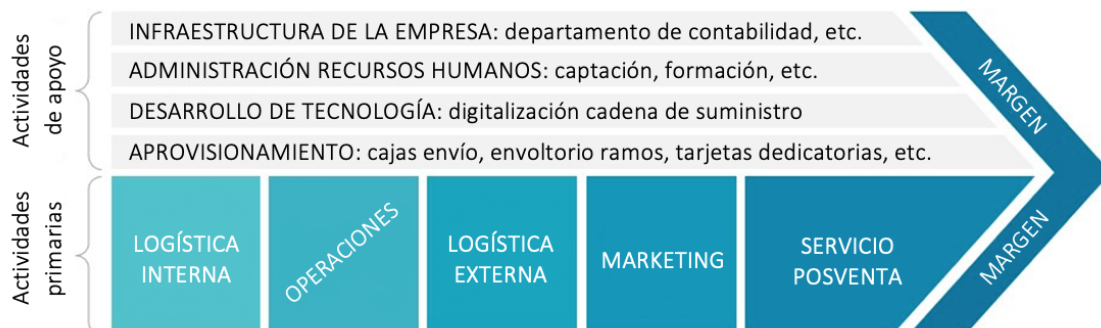 Actividades
de apoyo
INFRAESTRUCTURA DE LA EMPRESA: departamento de contabilidad, etc.
ADMINISTRACIÓN RECURSOS HUMANOS: captación, formación, etc.
DESARROLLO DE TECNOLOGÍA: digitalización cadena de suministro
APROVISIONAMIENTO: cajas envío, envoltorio ramos, tarjetas dedicatorias, etc.
MARGEN
Actividades
primarias
LOGÍSTICA
INTERNA
OPERACIONES
LOGÍSTICA
EXTERNA
MARKETING
SERVICIO
POSVENTA
MARGEN